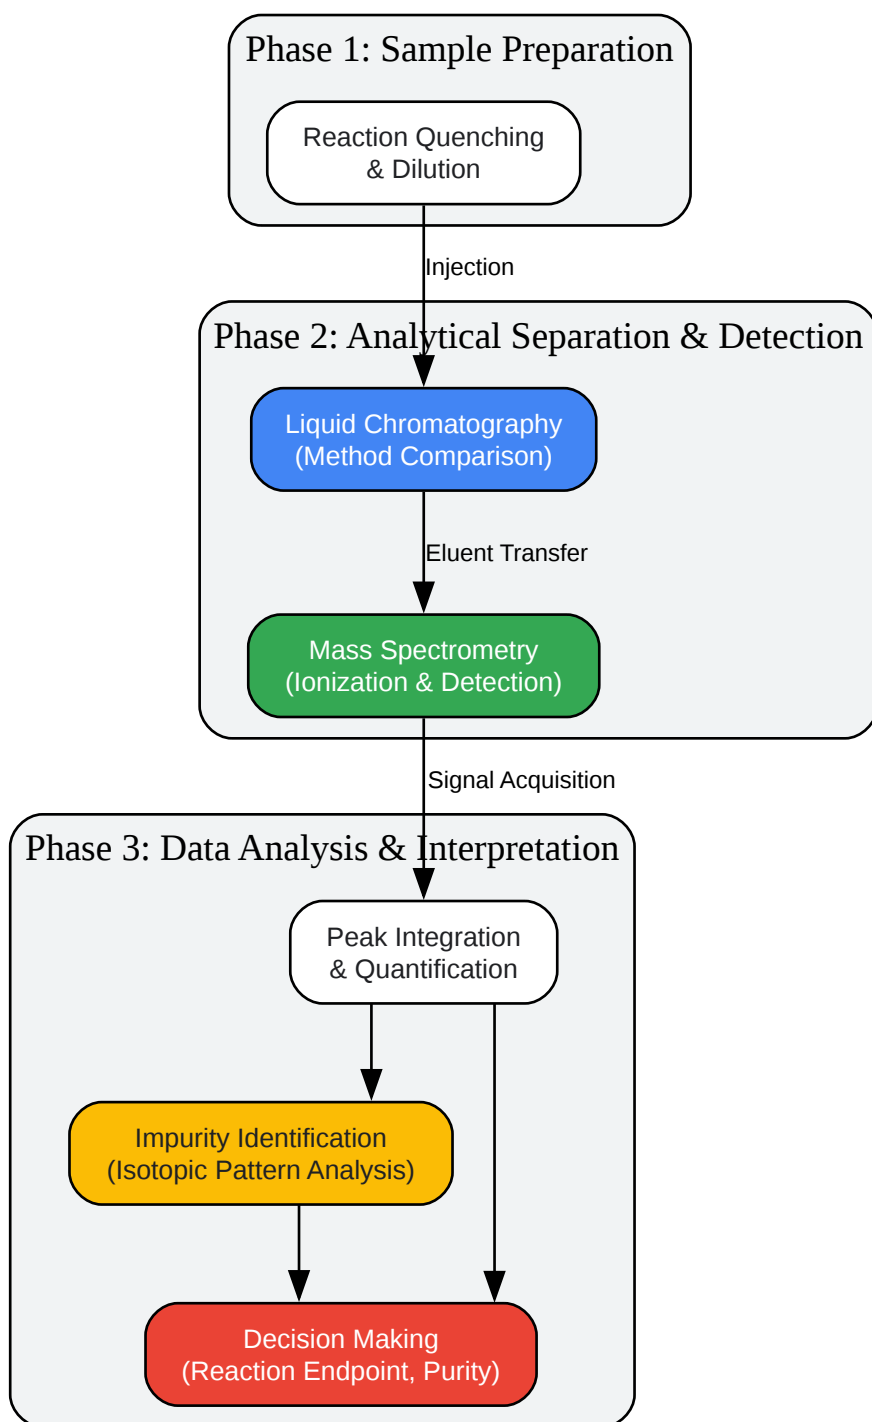 Phase 1: Sample Preparation
Reaction Quenching
& Dilution
Injection
Phase 2: Analytical Separation & Detection
Liquid Chromatography
(Method Comparison)
Eluent Transfer
Mass Spectrometry
(Ionization & Detection)
Signal Acquisition
Phase 3: Data Analysis & Interpretation
Peak Integration
& Quantification
Impurity Identification
(Isotopic Pattern Analysis)
Decision Making
(Reaction Endpoint, Purity)